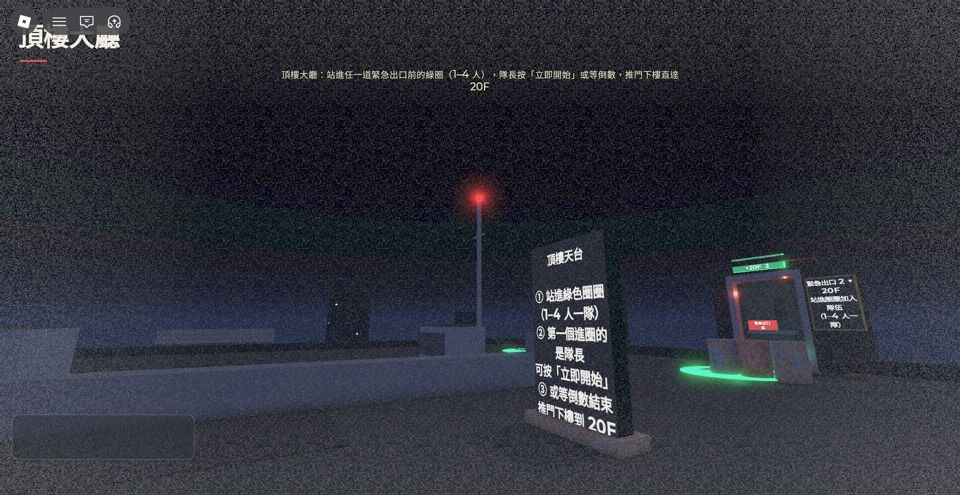 頂樓大廳
頂樓大廳：站進任一道緊急出口前的綠圈（1–4 人），隊長按「立即開始」或等倒數，推門下樓直達
20F
頂樓天台
① 站進綠色圈圈
（1–4 人一隊）
② 第一個進圈的
是隊長
可按「立即開始」
③ 或等倒數結束
推門下樓到 20F
20F 2
緊急出口 2
20F
站進圈圈加入
隊伍
（1–4 人一
隊）